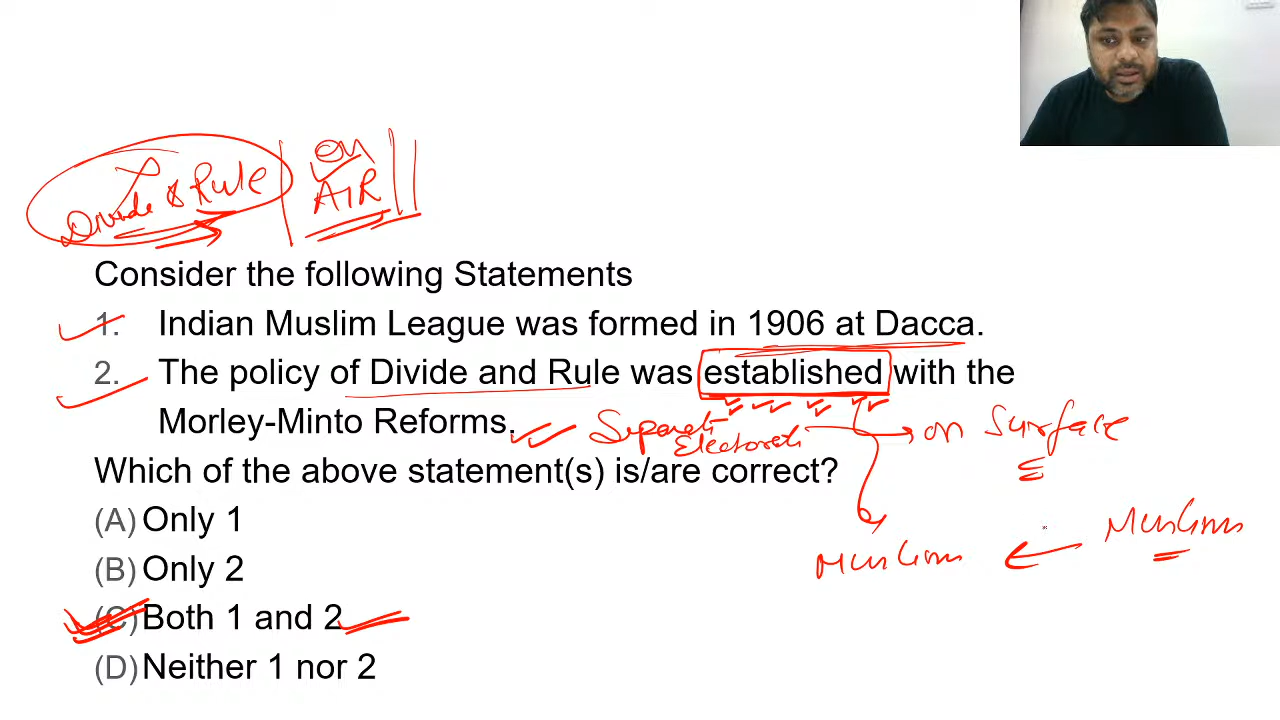 on
Divide & Rule
AIR
Consider the following Statements
1. Indian Muslim League was formed in 1906 at Dacca.
2. The policy of Divide and Rule was established with the
Morley-Minto Reforms.
Separate
Electorate
on Surface
Which of the above statement(s) is/are correct?
(A) Only 1
Muslims
Muslims
(B) Only 2
(C) Both 1 and 2
(D) Neither 1 nor 2